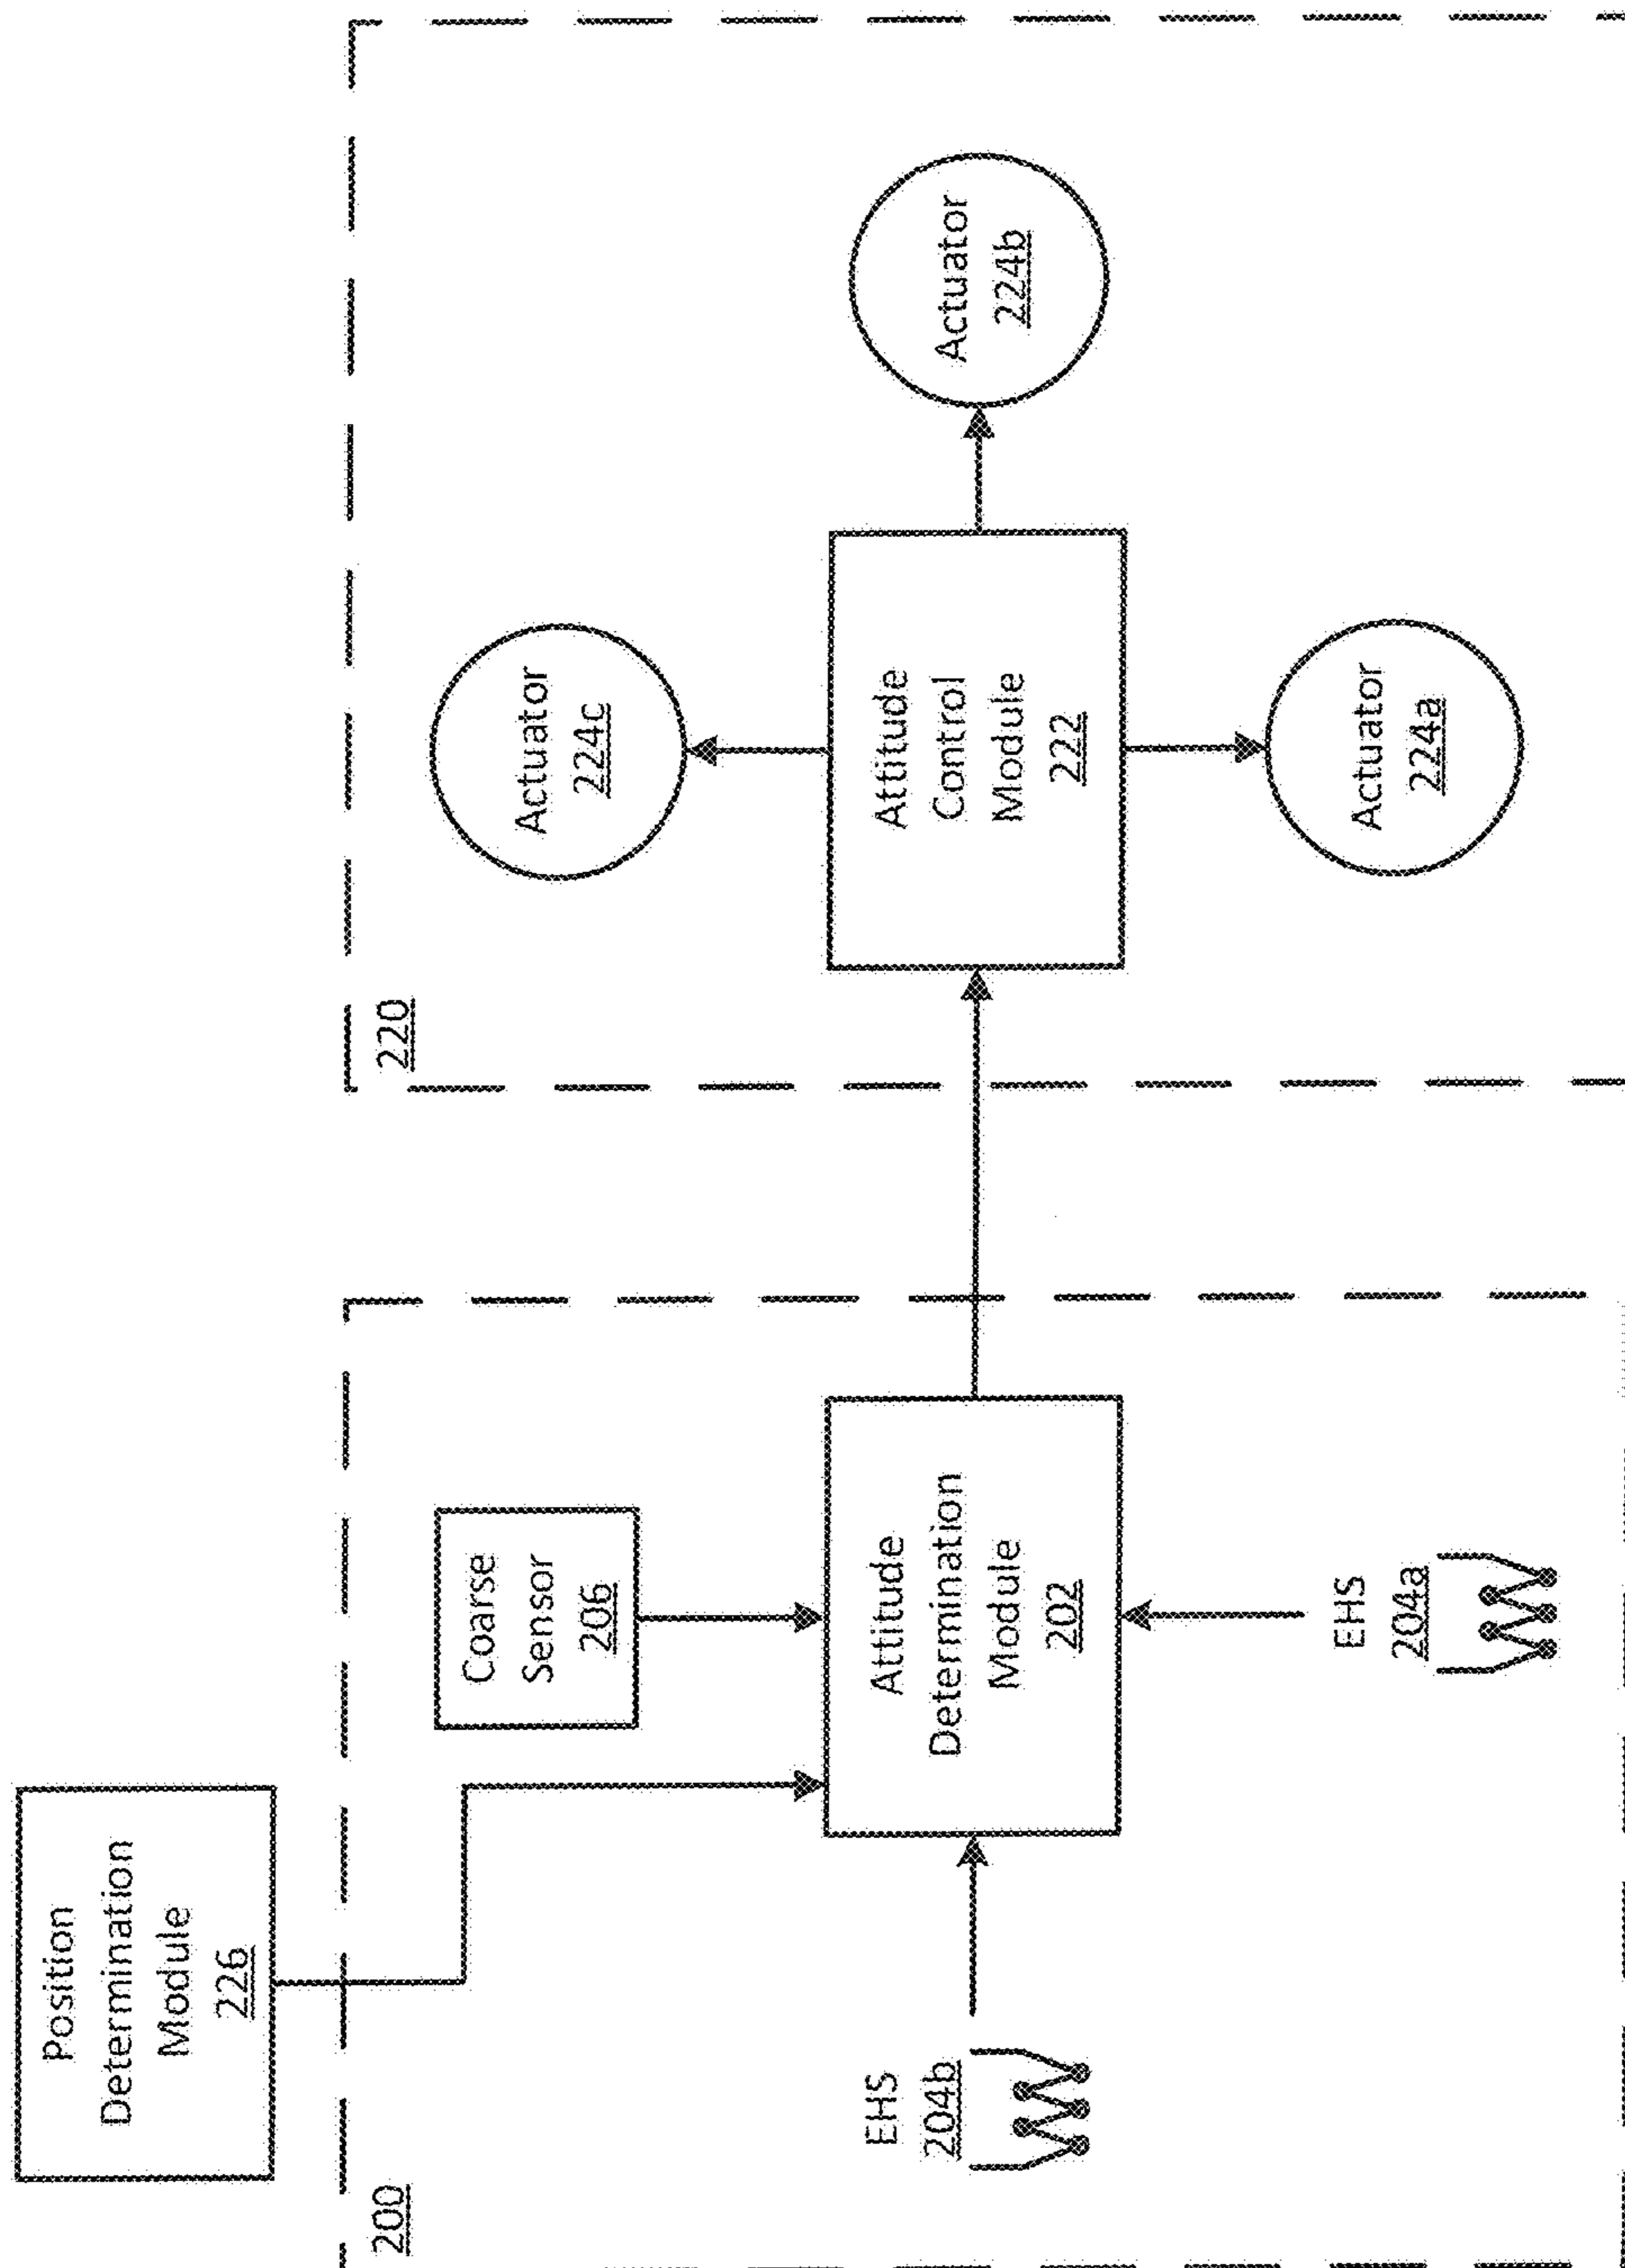 Position
Determination
Module
226
200
Coarse
Sensor
206
EHS
204b
Attitude
Determination
Module
202
EHS
204a
220
Actuator
224c
Attitude
Control
Module
222
Actuator
224b
Actuator
224a